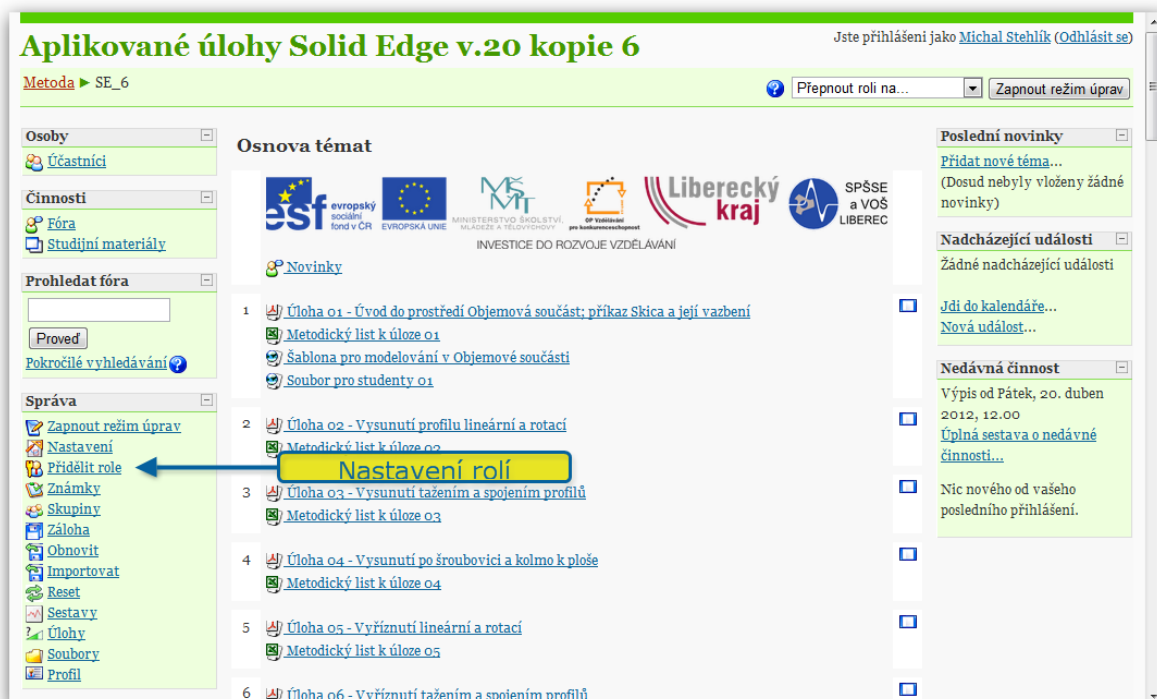 Aplikované úlohy Solid Edge v.20 kopie 6
Jste přihlášeni jako Michal Stehlík (Odhlásit se)
Metoda ► SE_6
Přepnout roli na...
Zapnout režim úprav
Osoby
Účastníci
Činnosti
Fóra
Studijní materiály
Prohledat fóra
Proveď
Pokročilé vyhledávání
Správa
Zapnout režim úprav
Nastavení
Přidělit role
Známky
Skupiny
Záloha
Obnovit
Importovat
Reset
Sestavy
Úlohy
Soubory
Profil
Osnova témat
esf evropský sociální fond v ČR
EVROPSKÁ UNIE
MŠMT
MINISTERSTVO ŠKOLSTVÍ,
MLÁDEŽE A TĚLOVÝCHOVY
OP Vzdělávání
pro konkurenceschopnost
Liberecký
kraj
SPŠSE
a VOŠ
LIBEREC
INVESTICE DO ROZVOJE VZDĚLÁVÁNÍ
Novinky
1 Úloha 01 - Úvod do prostředí Objemová součást; příkaz Skica a její vazbení
Metodický list k úloze 01
Šablona pro modelování v Objemové součásti
Soubor pro studenty 01
2 Úloha 02 - Vysunutí profilu lineární a rotací
Metodický list k úloze 02
Nastavení rolí
3 Úloha 03 - Vysunutí tažením a spojením profilů
Metodický list k úloze 03
4 Úloha 04 - Vysunutí po šroubovici a kolmo k ploše
Metodický list k úloze 04
5 Úloha 05 - Vyříznutí lineární a rotací
Metodický list k úloze 05
6 Úloha 06 - Vyříznutí tažením a spojením profilů
Poslední novinky
Přidat nové téma...
(Dosud nebyly vloženy žádné
novinky)
Nadcházející události
Žádné nadcházející události
Jdi do kalendáře...
Nová událost...
Nedávná činnost
Výpis od Pátek, 20. duben
2012, 12.00
Úplná sestava o nedávné
činnosti...
Nic nového od vašeho
posledního přihlášení.